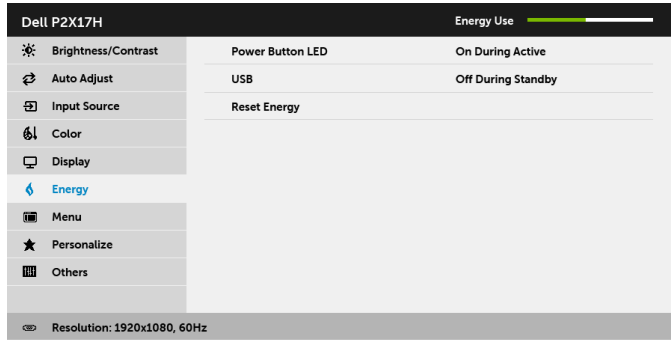 Dell P2X17H
Energy Use
Brightness/Contrast
Power Button LED
On During Active
Auto Adjust
USB
Off During Standby
Input Source
Reset Energy
Color
Display
Energy
Menu
Personalize
Others
Resolution: 1920x1080, 60Hz